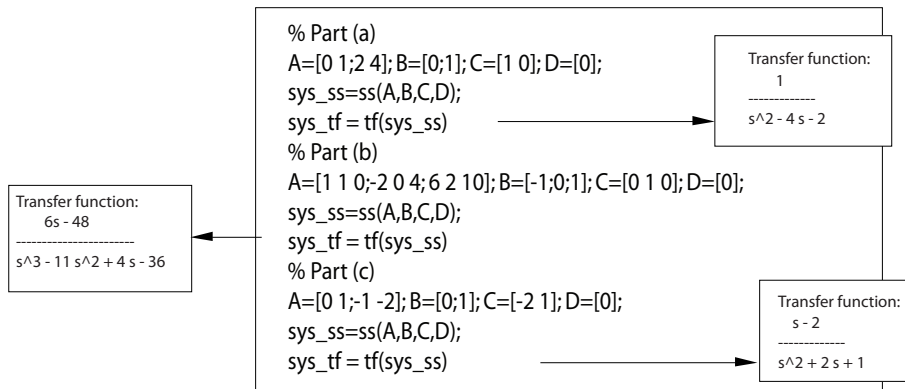 % Part (a)
A=[0 1;2 4]; B=[0;1]; C=[1 0]; D=[0];
sys_ss=ss(A,B,C,D);
sys_tf = tf(sys_ss)
Transfer function:
1
-------------
s^2 - 4 s - 2
% Part (b)
A=[1 1 0;-2 0 4;6 2 10]; B=[-1;0;1]; C=[0 1 0]; D=[0];
sys_ss=ss(A,B,C,D);
sys_tf = tf(sys_ss)
Transfer function:
6s - 48
-----------------------
s^3 - 11 s^2 + 4 s - 36
% Part (c)
A=[0 1;-1 -2]; B=[0;1]; C=[-2 1]; D=[0];
sys_ss=ss(A,B,C,D);
sys_tf = tf(sys_ss)
Transfer function:
s - 2
-------------
s^2 + 2 s + 1